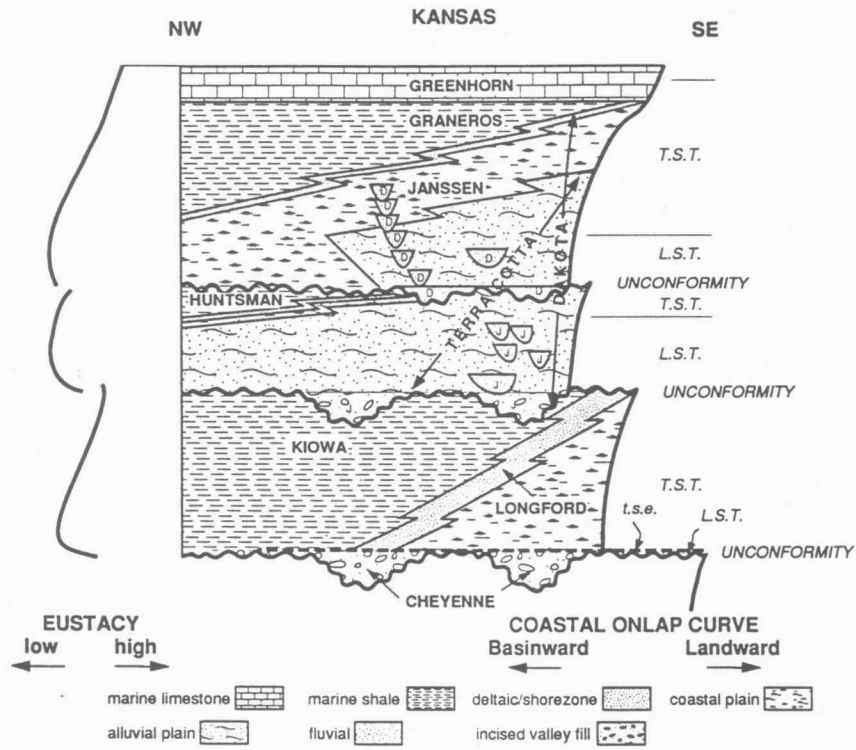 KANSAS
NW
SE
GREENHORN
GRANEROS
T.S.T.
JANSSEN
D
D
D
D
D
D
D
L.S.T.
UNCONFORMITY
HUNTSMAN
T.S.T.
TERRA COTTA
DAKOTA
J
J
J
J
J
L.S.T.
UNCONFORMITY
KIOWA
T.S.T.
LONGFORD
t.s.e.
L.S.T.
UNCONFORMITY
CHEYENNE
EUSTACY
low high
COASTAL ONLAP CURVE
Basinward Landward
marine limestone marine shale deltaic/shorezone coastal plain
alluvial plain fluvial incised valley fill